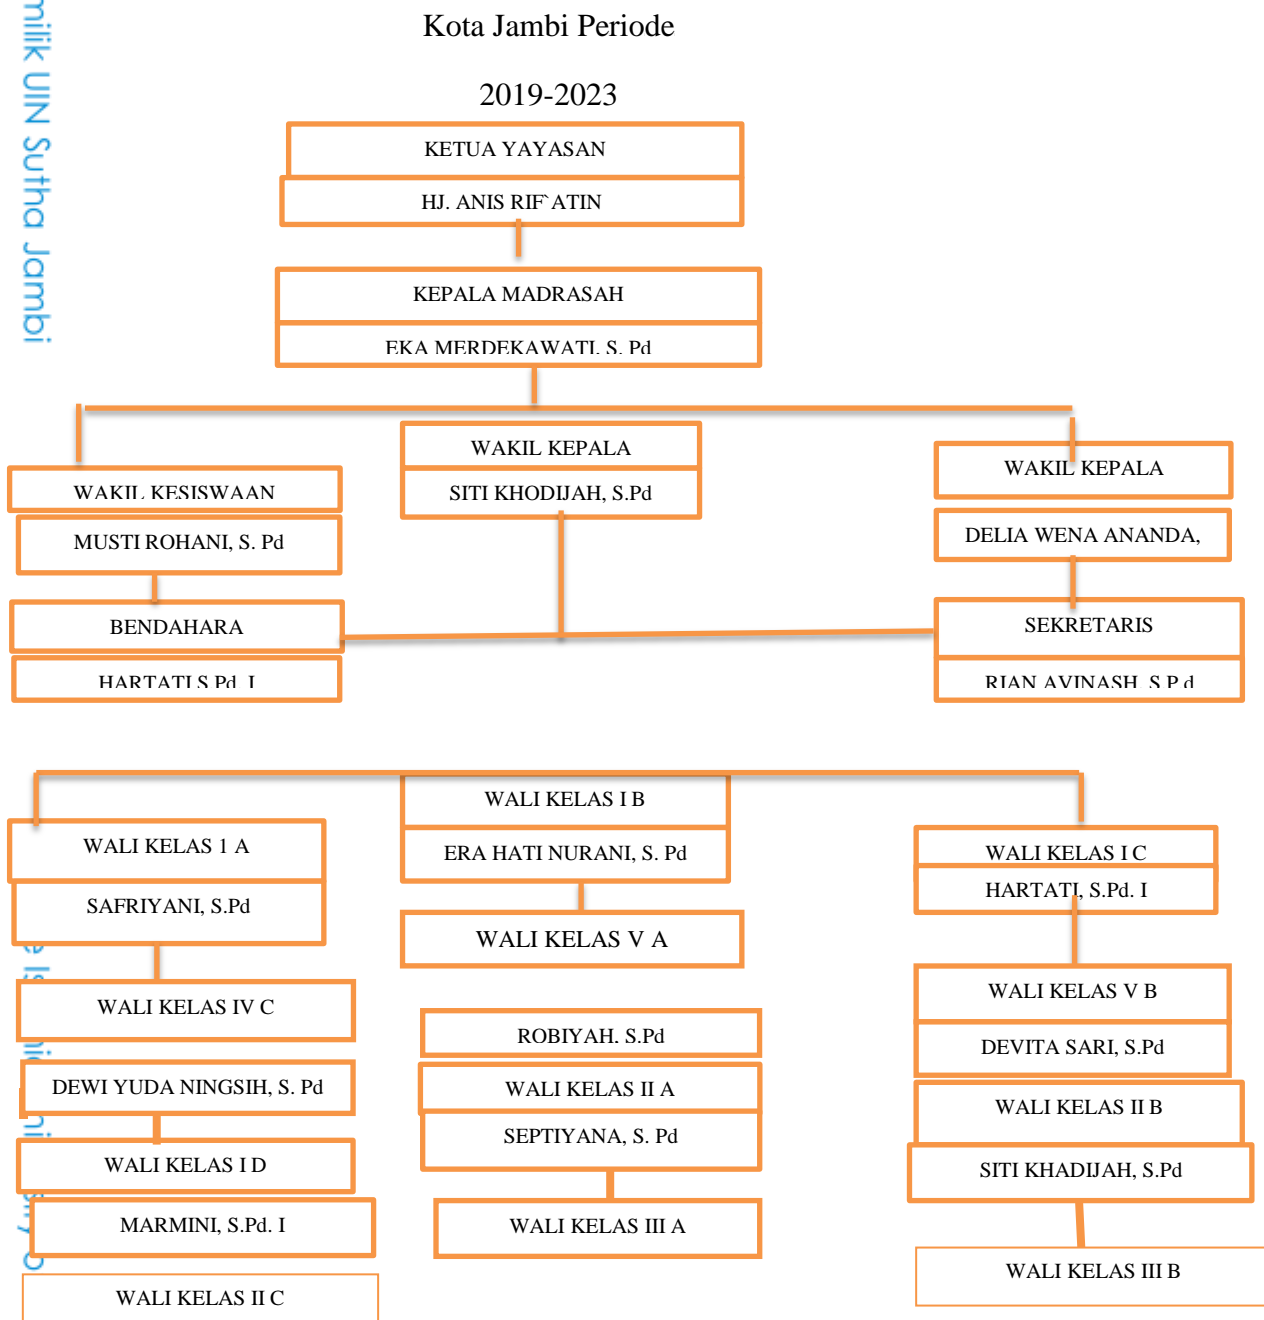 Kota Jambi Periode
2019-2023
KETUA YAYASAN
HJ. ANIS RIF`ATIN
KEPALA MADRASAH
EKA MERDEKAWATI, S. Pd
WAKIL KESISWAAN
MUSTI ROHANI, S. Pd
WAKIL KEPALA
SITI KHODIJAH, S.Pd
WAKIL KEPALA
DELIA WENA ANANDA,
BENDAHARA
HARTATI S Pd. I
SEKRETARIS
RIAN AVINASH, S P d
WALI KELAS 1 A
SAFRIYANI, S.Pd
WALI KELAS IV C
DEWI YUDA NINGSIH, S. Pd
WALI KELAS I D
MARMINI, S.Pd. I
WALI KELAS II C
WALI KELAS I B
ERA HATI NURANI, S. Pd
WALI KELAS V A
ROBIYAH. S.Pd
WALI KELAS II A
SEPTIYANA, S. Pd
WALI KELAS III A
WALI KELAS I C
HARTATI, S.Pd. I
WALI KELAS V B
DEVITA SARI, S.Pd
WALI KELAS II B
SITI KHADIJAH, S.Pd
WALI KELAS III B
milik UIN Sutha Jambi